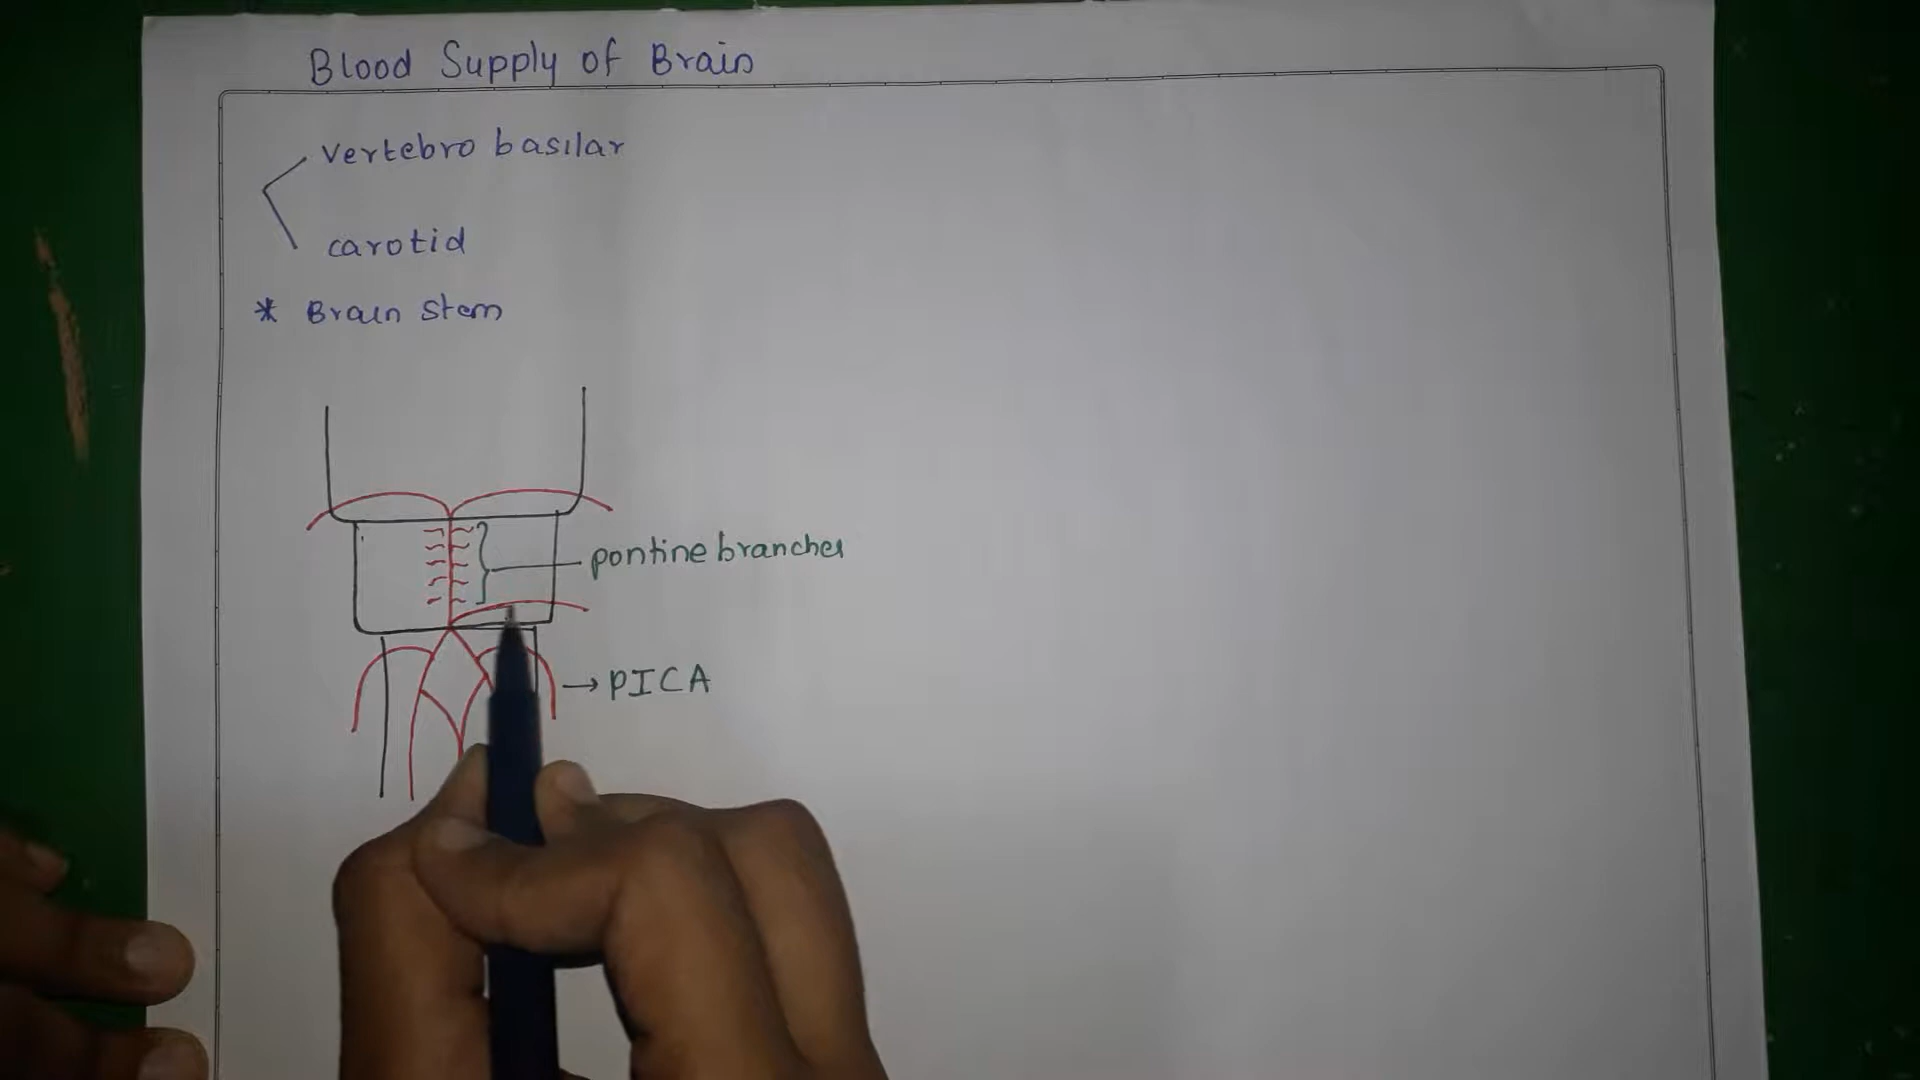 Blood Supply of Brain
vertebro basilar
carotid
* Brain Stem
pontine branches
→ PICA